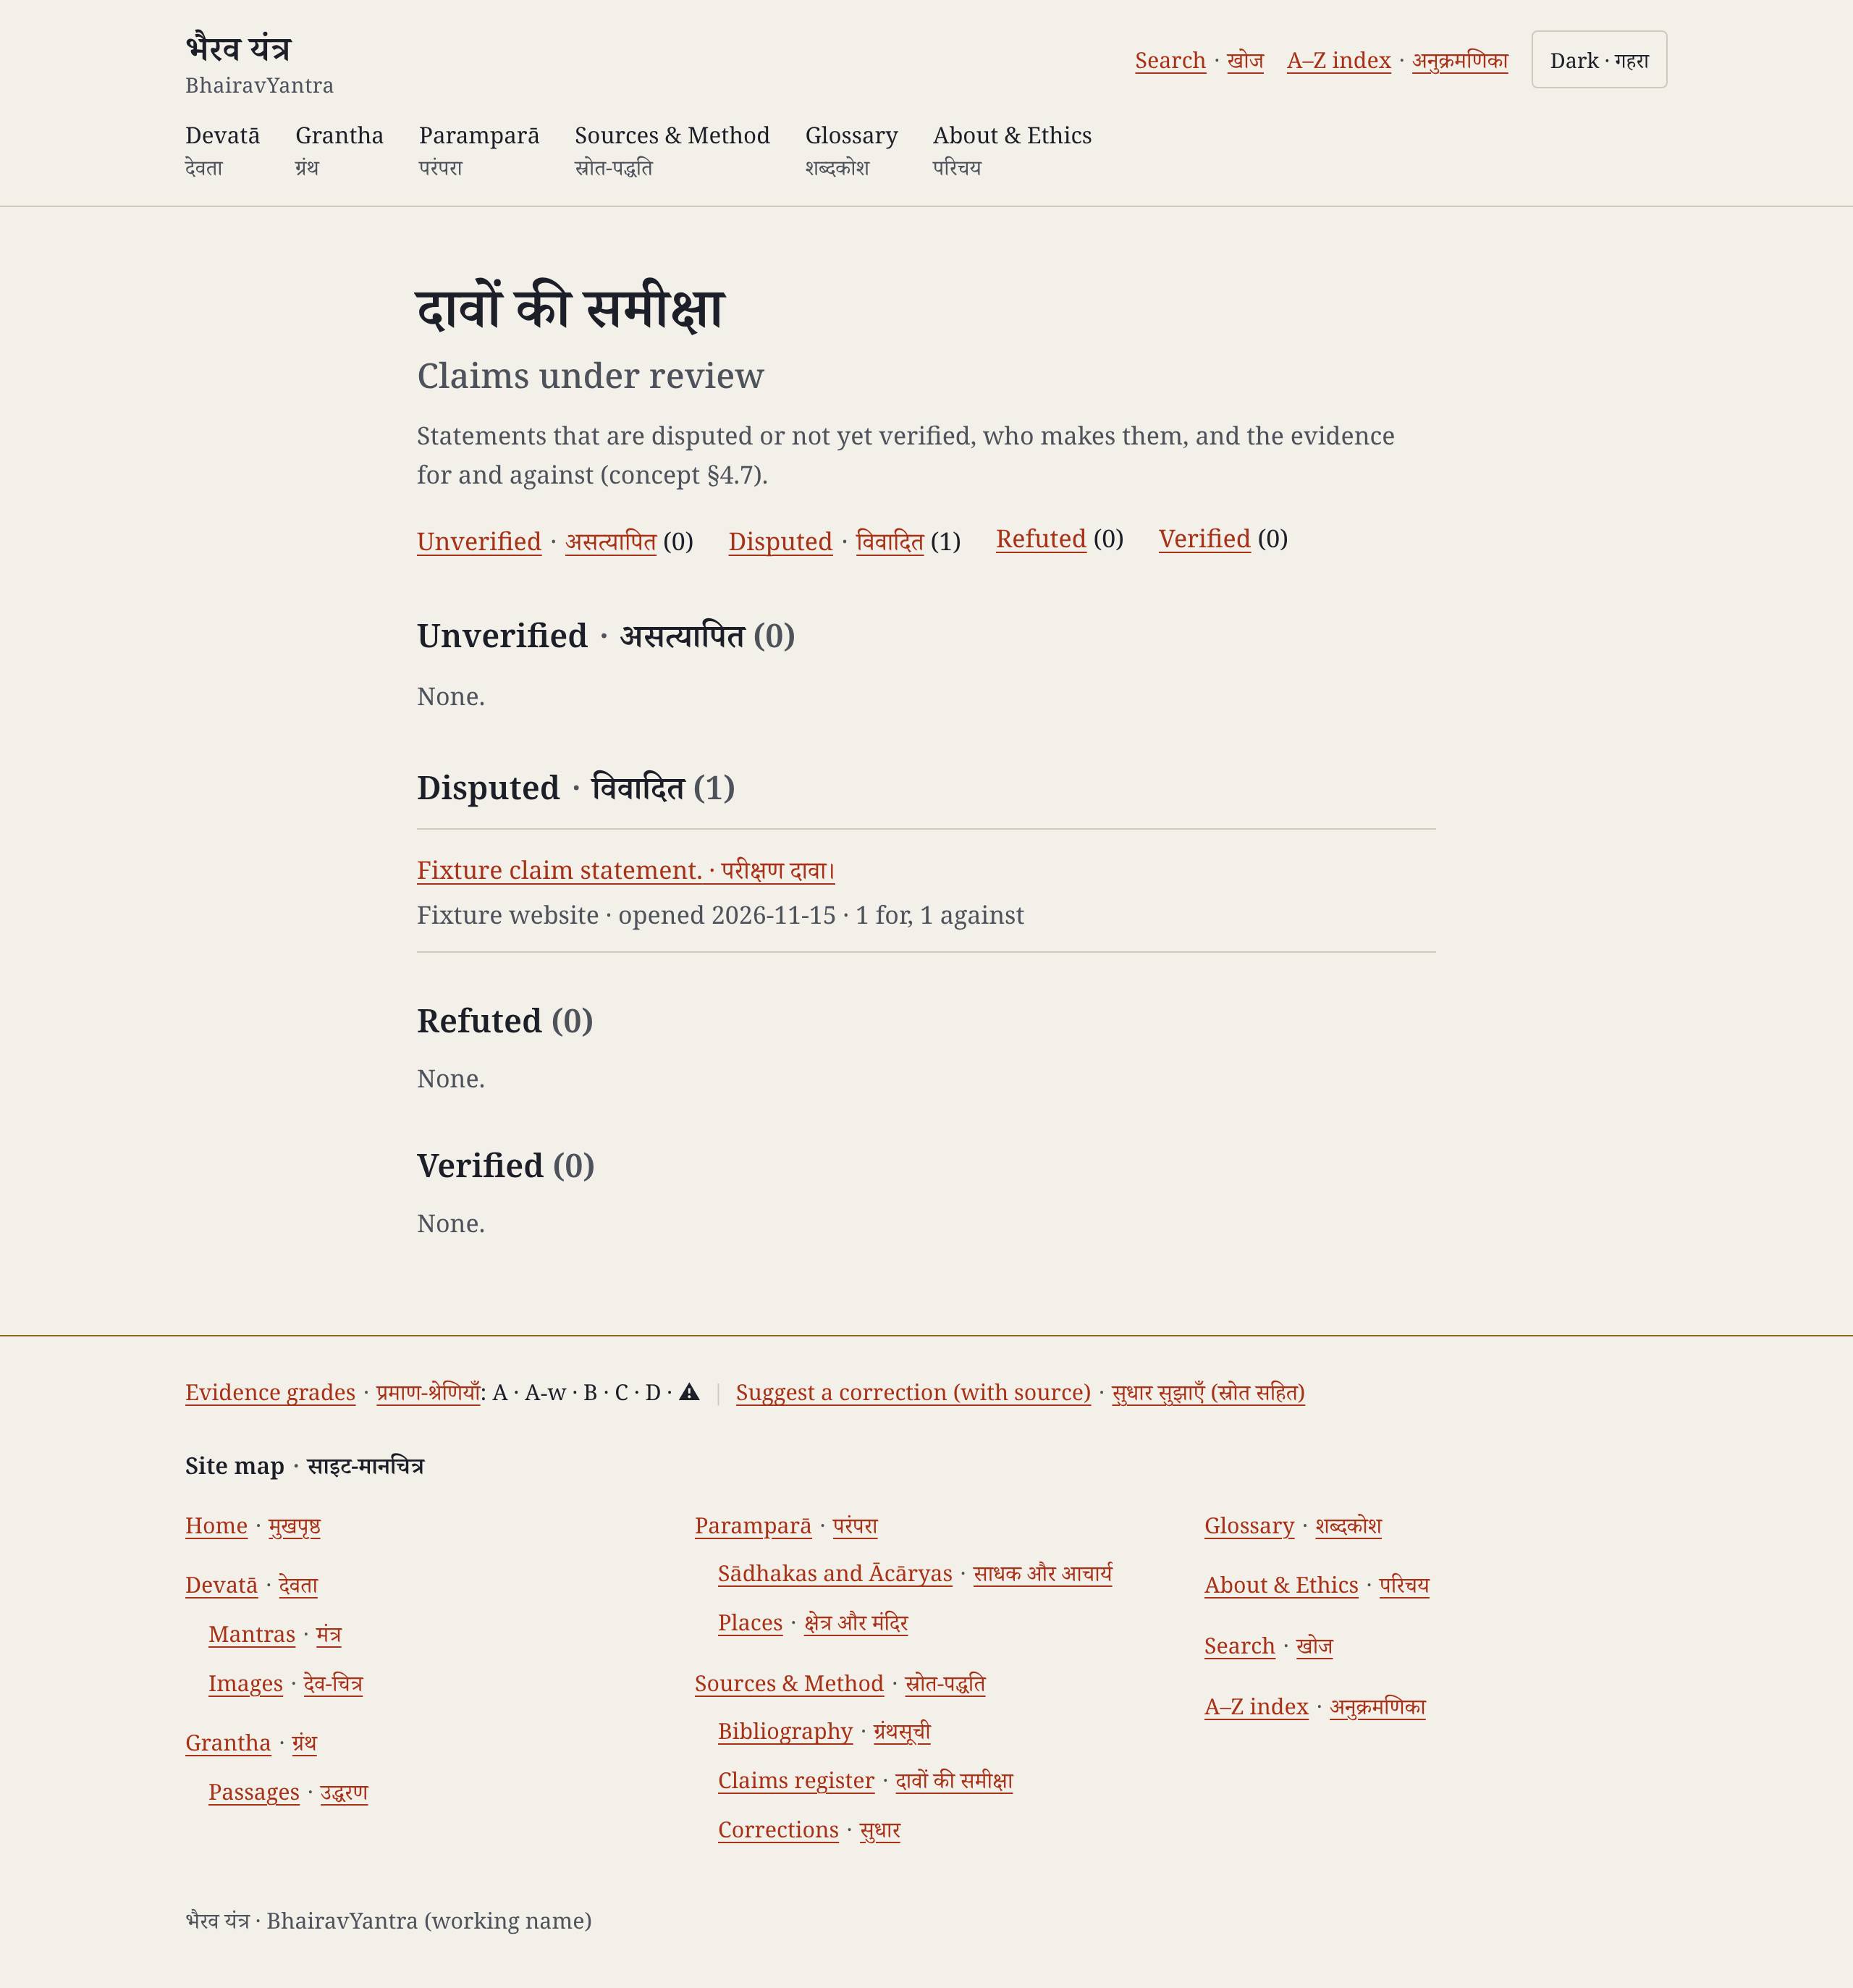 भैरव यंत्र
BhairavYantra
Search · खोज A–Z index · अनुक्रमणिका Dark · गहरा
Devatā Grantha Paramparā Sources & Method Glossary About & Ethics
देवता ग्रंथ परंपरा स्रोत-पद्धति शब्दकोश परिचय
दावों की समीक्षा
Claims under review
Statements that are disputed or not yet verified, who makes them, and the evidence
for and against (concept §4.7).
Unverified · असत्यापित (0) Disputed · विवादित (1) Refuted (0) Verified (0)
Unverified · असत्यापित (0)
None.
Disputed · विवादित (1)
Fixture claim statement. · परीक्षण दावा।
Fixture website · opened 2026-11-15 · 1 for, 1 against
Refuted (0)
None.
Verified (0)
None.
Evidence grades · प्रमाण-श्रेणियाँ: A · A-w · B · C · D · ⚠ | Suggest a correction (with source) · सुधार सुझाएँ (स्रोत सहित)
Site map · साइट-मानचित्र
Home · मुखपृष्ठ
Devatā · देवता
Mantras · मंत्र
Images · देव-चित्र
Grantha · ग्रंथ
Passages · उद्धरण
Paramparā · परंपरा
Sādhakas and Ācāryas · साधक और आचार्य
Places · क्षेत्र और मंदिर
Sources & Method · स्रोत-पद्धति
Bibliography · ग्रंथसूची
Claims register · दावों की समीक्षा
Corrections · सुधार
Glossary · शब्दकोश
About & Ethics · परिचय
Search · खोज
A–Z index · अनुक्रमणिका
भैरव यंत्र · BhairavYantra (working name)